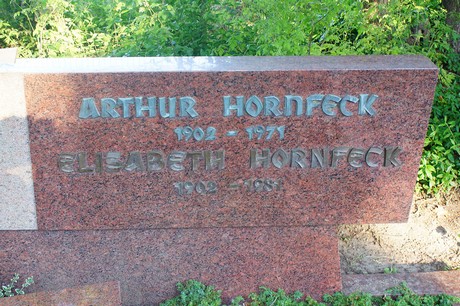 ARTHUR HORNFECK
1902 - 1971
ELISABETH HORNFECK
1902 - 1981